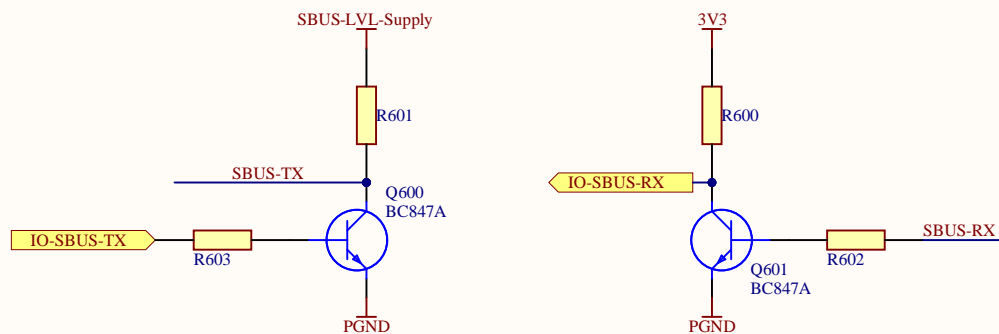 SBUS-LVL-Supply
R601
SBUS-TX
Q600
BC847A
IO-SBUS-TX
R603
PGND
3V3
R600
IO-SBUS-RX
SBUS-RX
R602
Q601
BC847A
PGND